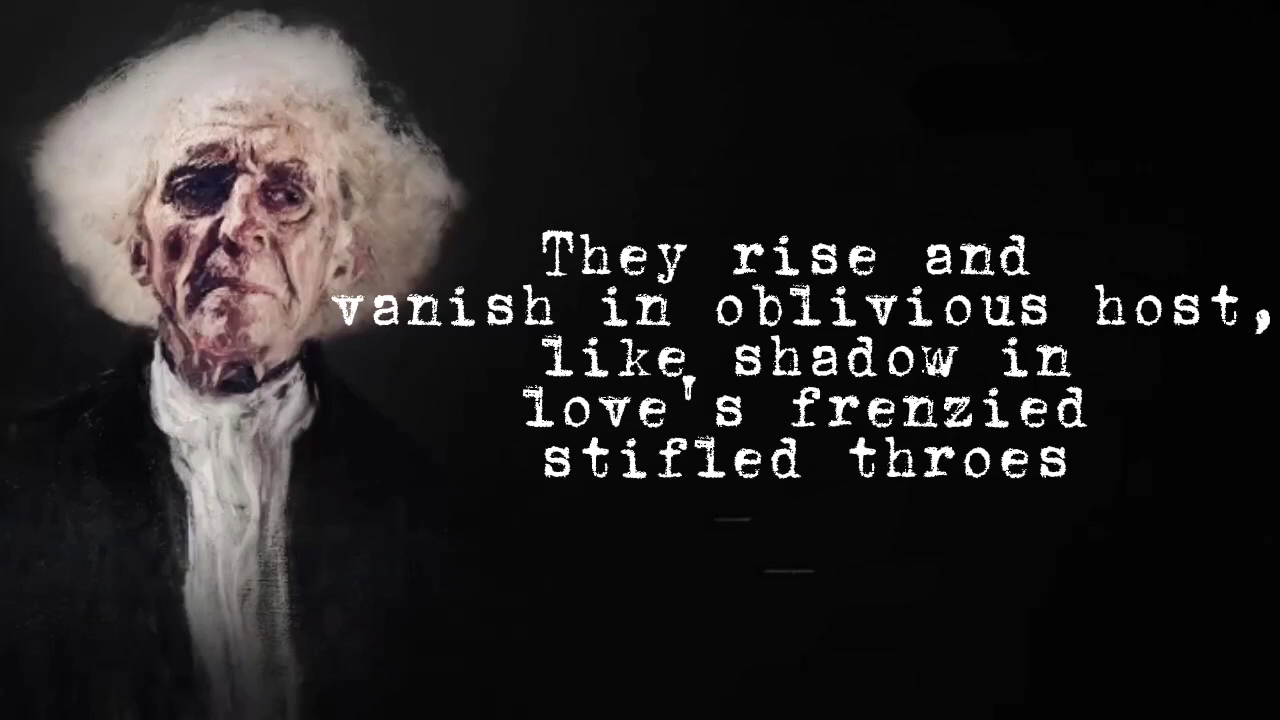 They rise and
vanish in oblivious host,
like shadow in
love's frenzied
stifled throes